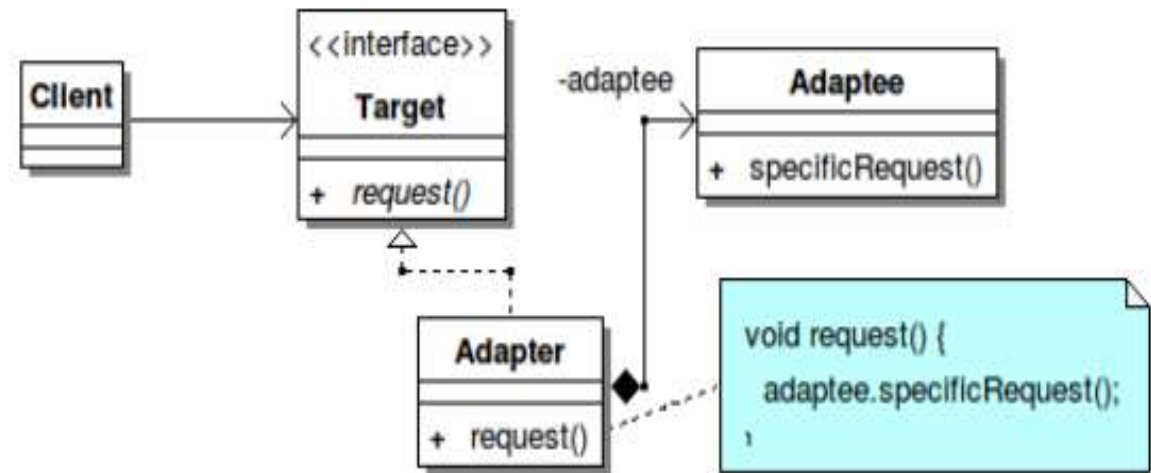 Client
<<interface>>
Target
+ request()
-adaptee
Adaptee
+ specificRequest()
Adapter
+ request()
void request() {
adaptee.specificRequest();